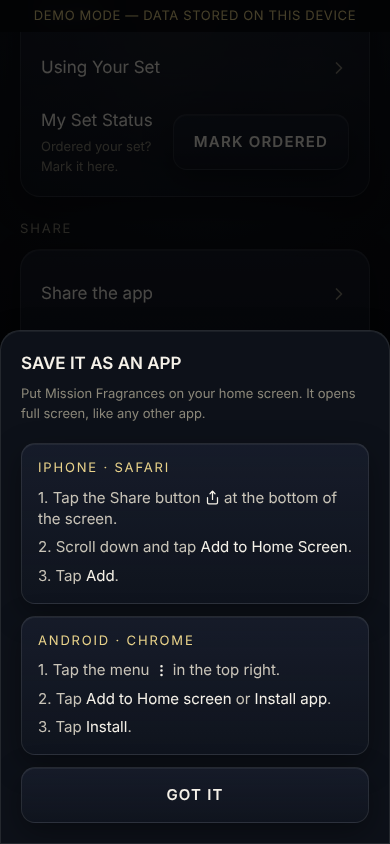 DEMO MODE — DATA STORED ON THIS DEVICE
Using Your Set
My Set Status
Ordered your set?
Mark it here.
MARK ORDERED
SHARE
Share the app
SAVE IT AS AN APP
Put Mission Fragrances on your home screen. It opens
full screen, like any other app.
IPHONE · SAFARI
1. Tap the Share button at the bottom of
the screen.
2. Scroll down and tap Add to Home Screen.
3. Tap Add.
ANDROID · CHROME
1. Tap the menu ⋮ in the top right.
2. Tap Add to Home screen or Install app.
3. Tap Install.
GOT IT